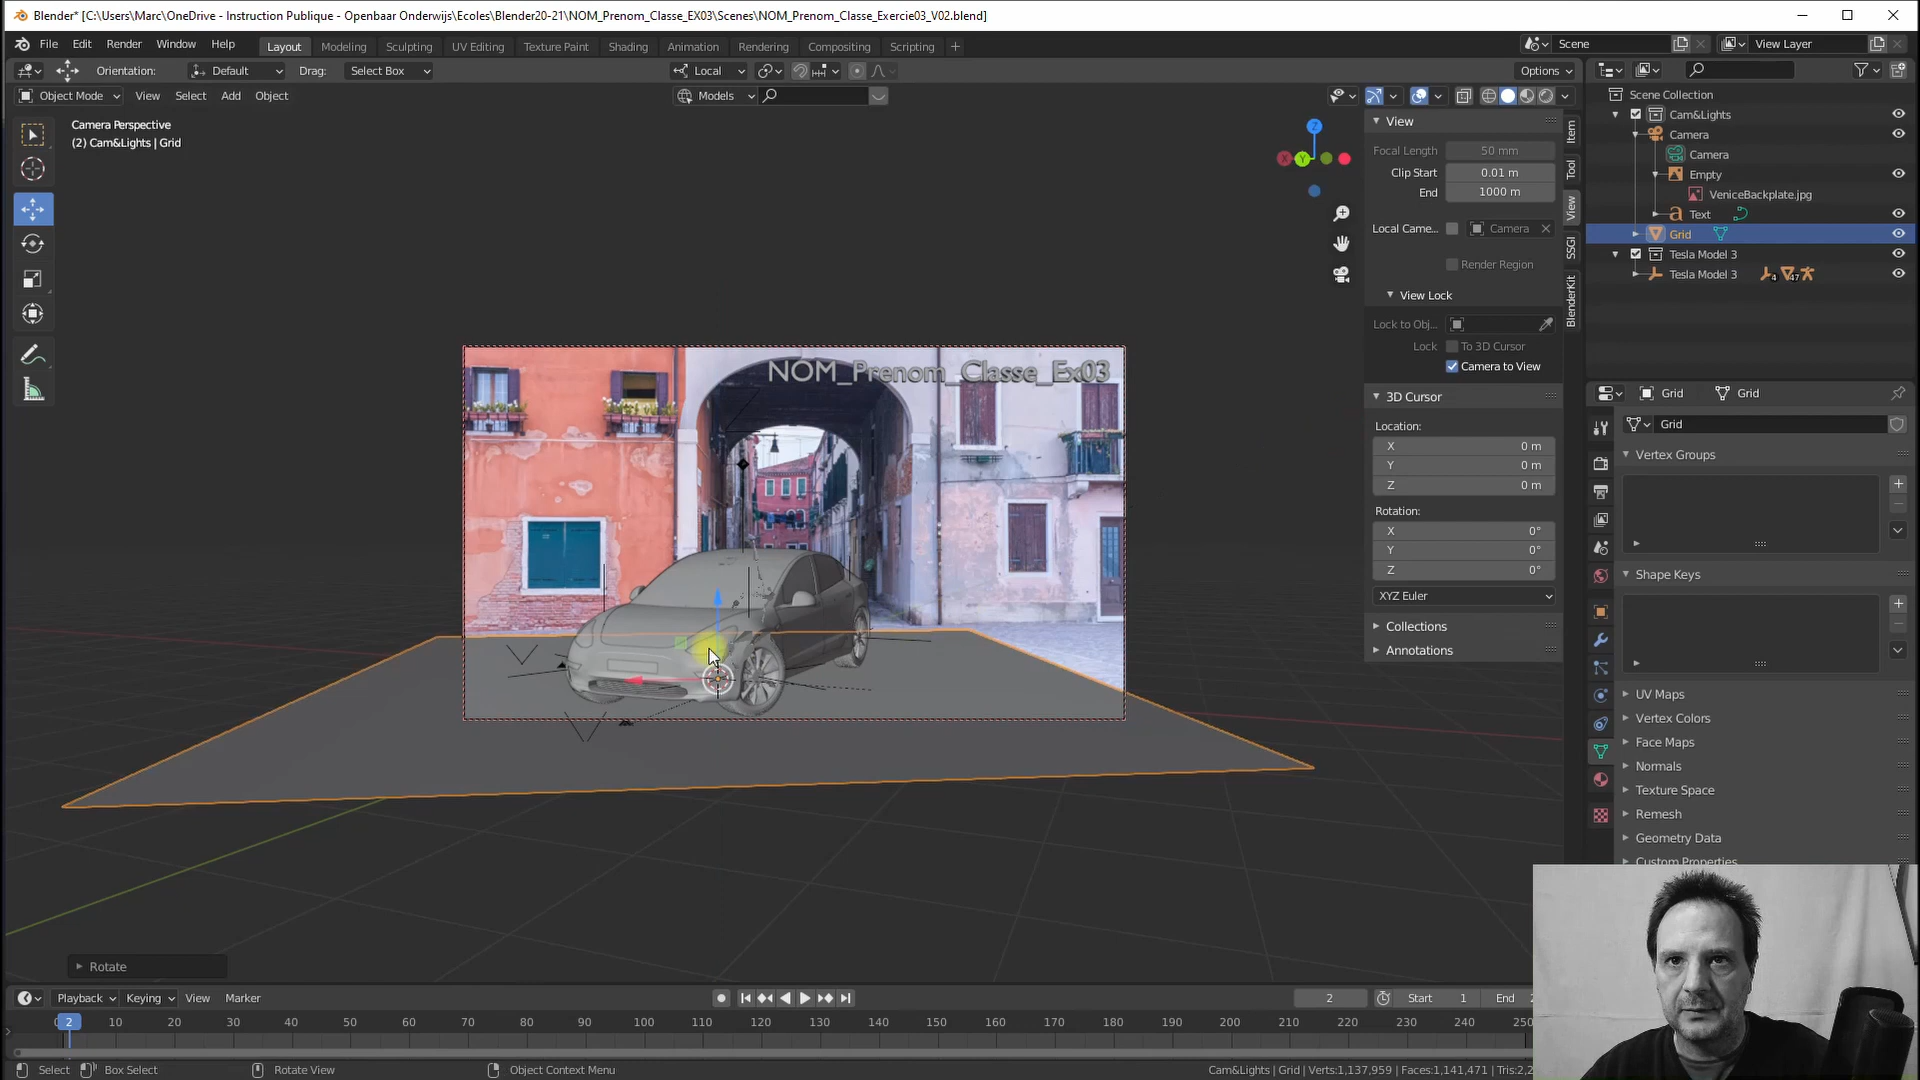 Blender* [C:\Users\Marc\OneDrive - Instruction Publique - Openbaar Onderwijs\Ecoles\Blender20-21\NOM_Prenom_Classe_EX03\Scenes\NOM_Prenom_Classe_Exercie03_V02.blend]
File Edit Render Window Help Layout Modeling Sculpting UV Editing Texture Paint Shading Animation Rendering Compositing Scripting + Scene View Layer
Orientation: Default Drag: Select Box Local Options
Object Mode View Select Add Object Models
Camera Perspective
(2) Cam&Lights | Grid
NOM_Prenom_Classe_Ex03
Z
X Y
View
Focal Length 50 mm
Clip Start 0.01 m
End 1000 m
Local Came... Camera
Render Region
View Lock
Lock to Obj...
Lock To 3D Cursor
Camera to View
3D Cursor
Location:
X 0 m
Y 0 m
Z 0 m
Rotation:
X 0°
Y 0°
Z 0°
XYZ Euler
Collections
Annotations
Item
Tool
View
SSGI
BlenderKit
Scene Collection
Cam&Lights
Camera
Camera
Empty
VeniceBackplate.jpg
Text
Grid
Tesla Model 3
Tesla Model 3 4 47
Grid Grid
Grid
Vertex Groups
Shape Keys
UV Maps
Vertex Colors
Face Maps
Normals
Texture Space
Remesh
Geometry Data
Custom Properties
Rotate
Playback Keying View Marker 2 Start 1 End
2 10 20 30 40 50 60 70 80 90 100 110 120 130 140 150 160 170 180 190 200 210 220 230 240
Select Box Select Rotate View Object Context Menu Cam&Lights | Grid | Verts:1,137,959 | Faces:1,141,471 | Tris:2,